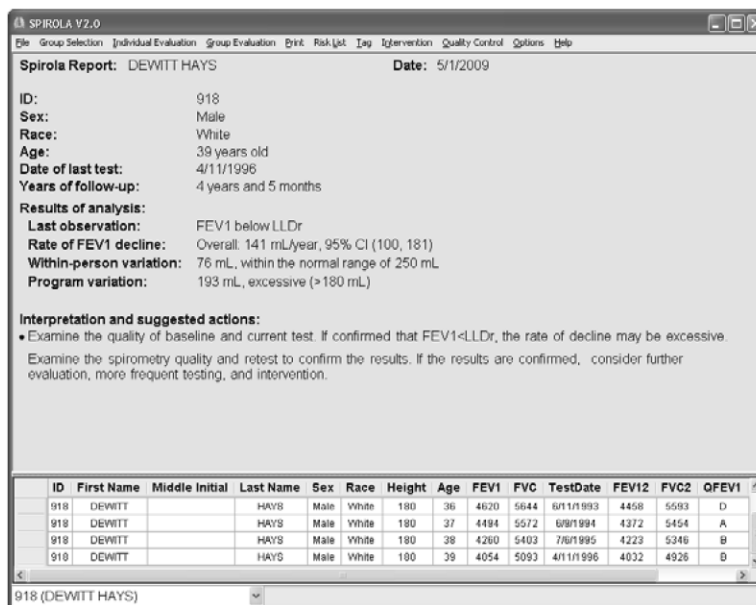 SPIROLA V2.0
File Group Selection Individual Evaluation Group Evaluation Print Risk List Tag Intervention Quality Control Options Help
Spirola Report: DEWITT HAYS Date: 5/1/2009
ID: 918
Sex: Male
Race: White
Age: 39 years old
Date of last test: 4/11/1996
Years of follow-up: 4 years and 5 months
Results of analysis:
Last observation: FEV1 below LLDr
Rate of FEV1 decline: Overall: 141 mL/year, 95% CI (100, 181)
Within-person variation: 76 mL, within the normal range of 250 mL
Program variation: 193 mL, excessive (>180 mL)
Interpretation and suggested actions:
• Examine the quality of baseline and current test. If confirmed that FEV1<LLDr, the rate of decline may be excessive.
Examine the spirometry quality and retest to confirm the results. If the results are confirmed, consider further
evaluation, more frequent testing, and intervention.
ID First Name Middle Initial Last Name Sex Race Height Age FEV1 FVC TestDate FEV12 FVC2 QFEV1
918 DEWITT HAYS Male White 180 36 4620 5644 6/11/1993 4458 5593 D
918 DEWITT HAYS Male White 180 37 4484 5572 6/9/1994 4372 5454 A
918 DEWITT HAYS Male White 180 38 4260 5403 7/6/1995 4223 5346 B
918 DEWITT HAYS Male White 180 39 4054 5093 4/11/1996 4032 4926 B
918 (DEWITT HAYS)